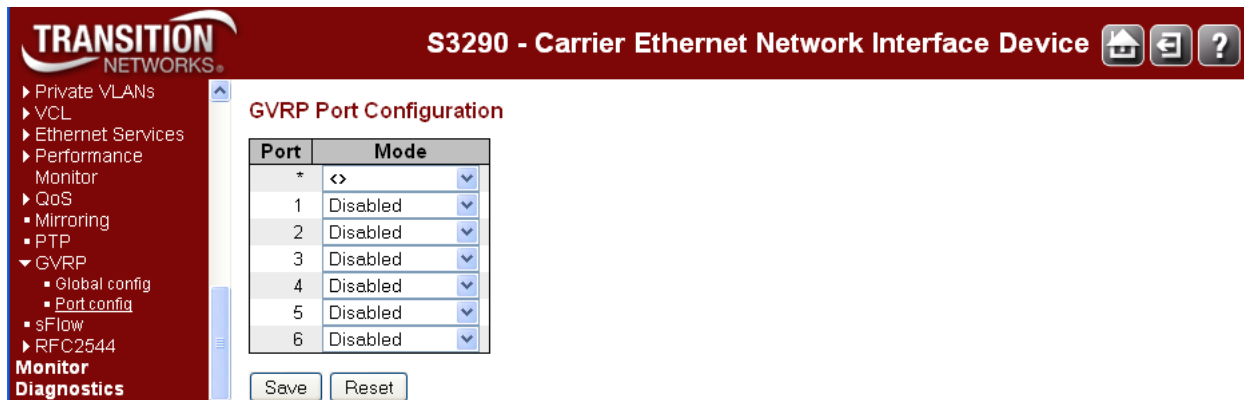 TRANSITION
NETWORKS®
S3290 - Carrier Ethernet Network Interface Device
?
Private VLANs
VCL
Ethernet Services
Performance
Monitor
QoS
Mirroring
PTP
GVRP
Global config
Port config
sFlow
RFC2544
Monitor
Diagnostics
GVRP Port Configuration
Port Mode
* <>
1 Disabled
2 Disabled
3 Disabled
4 Disabled
5 Disabled
6 Disabled
Save Reset